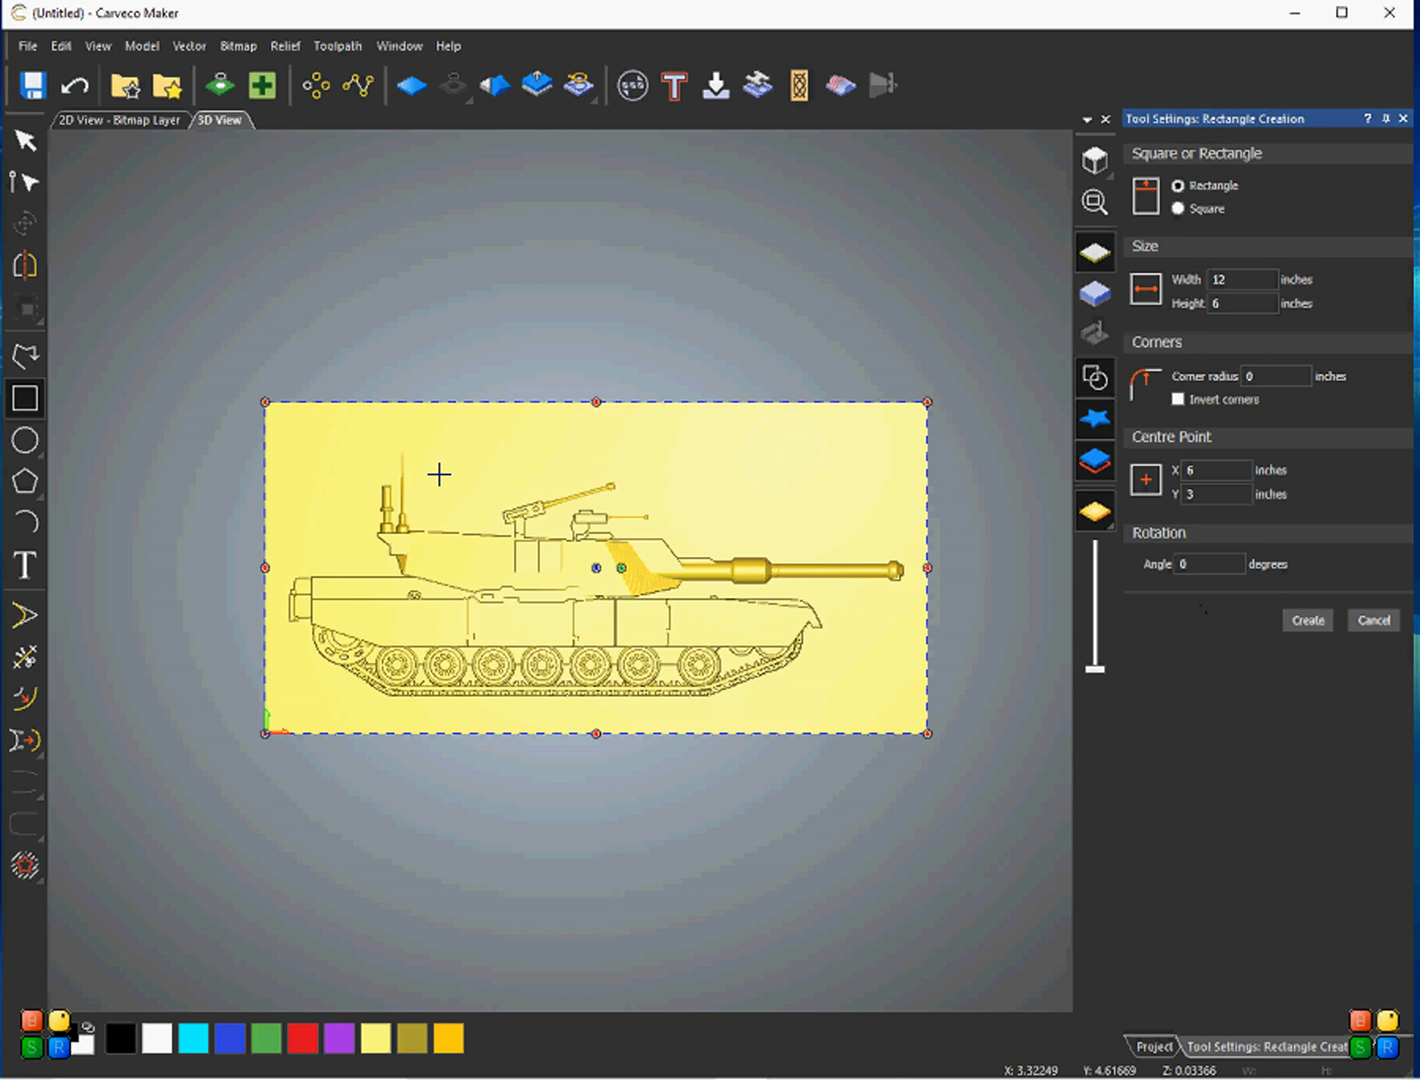 (Untitled) - Carveco Maker
File Edit View Model Vector Bitmap Relief Toolpath Window Help
2D View - Bitmap Layer 3D View
Tool Settings: Rectangle Creation ?
Square or Rectangle
Rectangle
Square
Size
Width 12 inches
Height 6 inches
Corners
Corner radius 0 inches
Invert corners
Centre Point
X 6 inches
Y 3 inches
Rotation
Angle 0 degrees
Create Cancel
T
B
S R
B
S R
Project Tool Settings: Rectangle Creat
X: 3.32249 Y: 4.61669 Z: 0.03366 W: H: